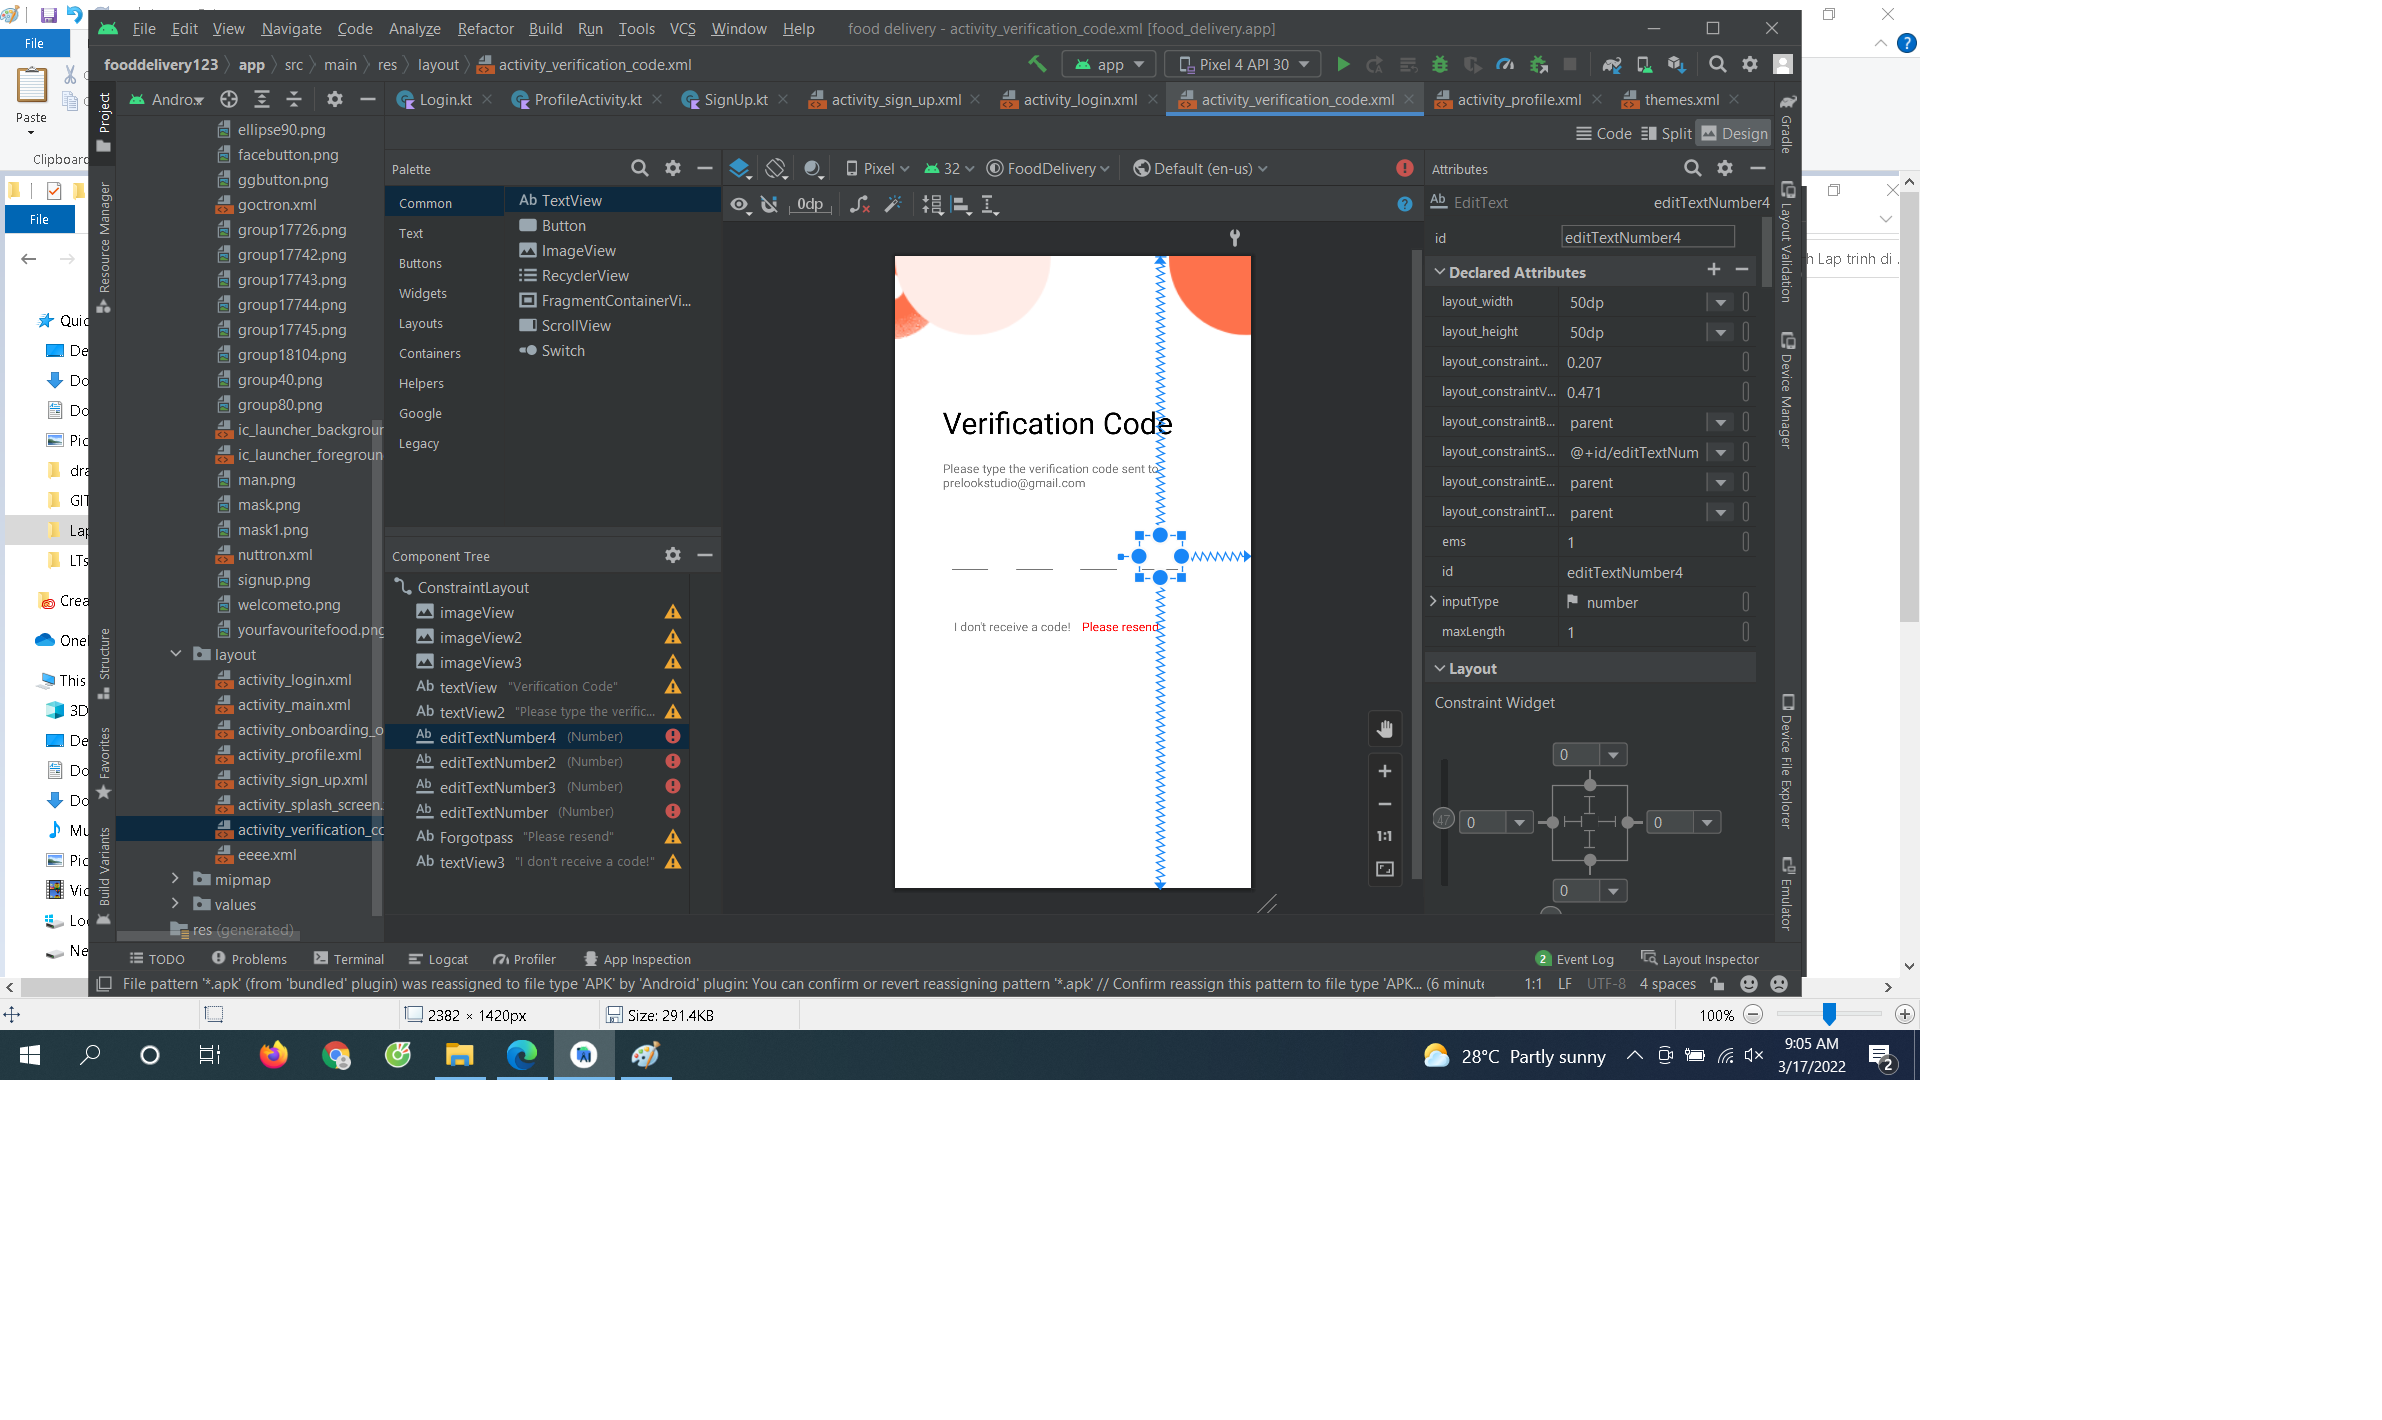 File Edit View Navigate Code Analyze Refactor Build Run Tools VCS Window Help food delivery - activity_verification_code.xml [food_delivery.app]
File
fooddelivery123 app src main res layout activity_verification_code.xml app Pixel 4 API 30
Paste
Clipboard
File
Login.kt ProfileActivity.kt SignUp.kt activity_sign_up.xml activity_login.xml activity_verification_code.xml activity_profile.xml themes.xml
Code Split Design
Project
Resource Manager
Structure
Favorites
Build Variants
ellipse90.png
facebutton.png
ggbutton.png
goctron.xml
group17726.png
group17742.png
group17743.png
group17744.png
group17745.png
group18104.png
group40.png
group80.png
ic_launcher_backgrour
ic_launcher_foregroun
man.png
mask.png
mask1.png
nuttron.xml
signup.png
welcometo.png
yourfavouritefood.png
layout
activity_login.xml
activity_main.xml
activity_onboarding_o
activity_profile.xml
activity_sign_up.xml
activity_splash_screen.
activity_verification_co
eeee.xml
mipmap
values
res (generated)
Quic
De
Do
Do
Pic
dra
GIT
Lap
LTs
Crea
One
This
3D
De
Do
Do
Mu
Pic
Vic
Loc
Ne
Palette
Common
Text
Buttons
Widgets
Layouts
Containers
Helpers
Google
Legacy
Ab TextView
Button
ImageView
RecyclerView
FragmentContainerVi...
ScrollView
Switch
Component Tree
ConstraintLayout
imageView
imageView2
imageView3
Ab textView "Verification Code"
Ab textView2 "Please type the verific...
Ab editTextNumber4 (Number)
Ab editTextNumber2 (Number)
Ab editTextNumber3 (Number)
Ab editTextNumber (Number)
Ab Forgotpass "Please resend"
Ab textView3 "I don't receive a code!"
Pixel 32 FoodDelivery Default (en-us)
0dp
Verification Code
Please type the verification code sent to
prelookstudio@gmail.com
I don't receive a code! Please resend
1:1
Attributes
Ab EditText editTextNumber4
id editTextNumber4
Declared Attributes
layout_width 50dp
layout_height 50dp
layout_constraint... 0.207
layout_constraintV... 0.471
layout_constraintB... parent
layout_constraintS... @+id/editTextNum
layout_constraintE... parent
layout_constraintT... parent
ems 1
id editTextNumber4
inputType number
maxLength 1
Layout
Constraint Widget
0
47 0 0
0
Gradle
Layout Validation
Device Manager
Device File Explorer
Emulator
h Lap trinh di .
TODO Problems Terminal Logcat Profiler App Inspection 2 Event Log Layout Inspector
File pattern '*.apk' (from 'bundled' plugin) was reassigned to file type 'APK' by 'Android' plugin: You can confirm or revert reassigning pattern '*.apk' // Confirm reassign this pattern to file type 'APK... (6 minute 1:1 LF UTF-8 4 spaces
2382 × 1420px Size: 291.4KB 100%
28°C Partly sunny 9:05 AM
3/17/2022 2